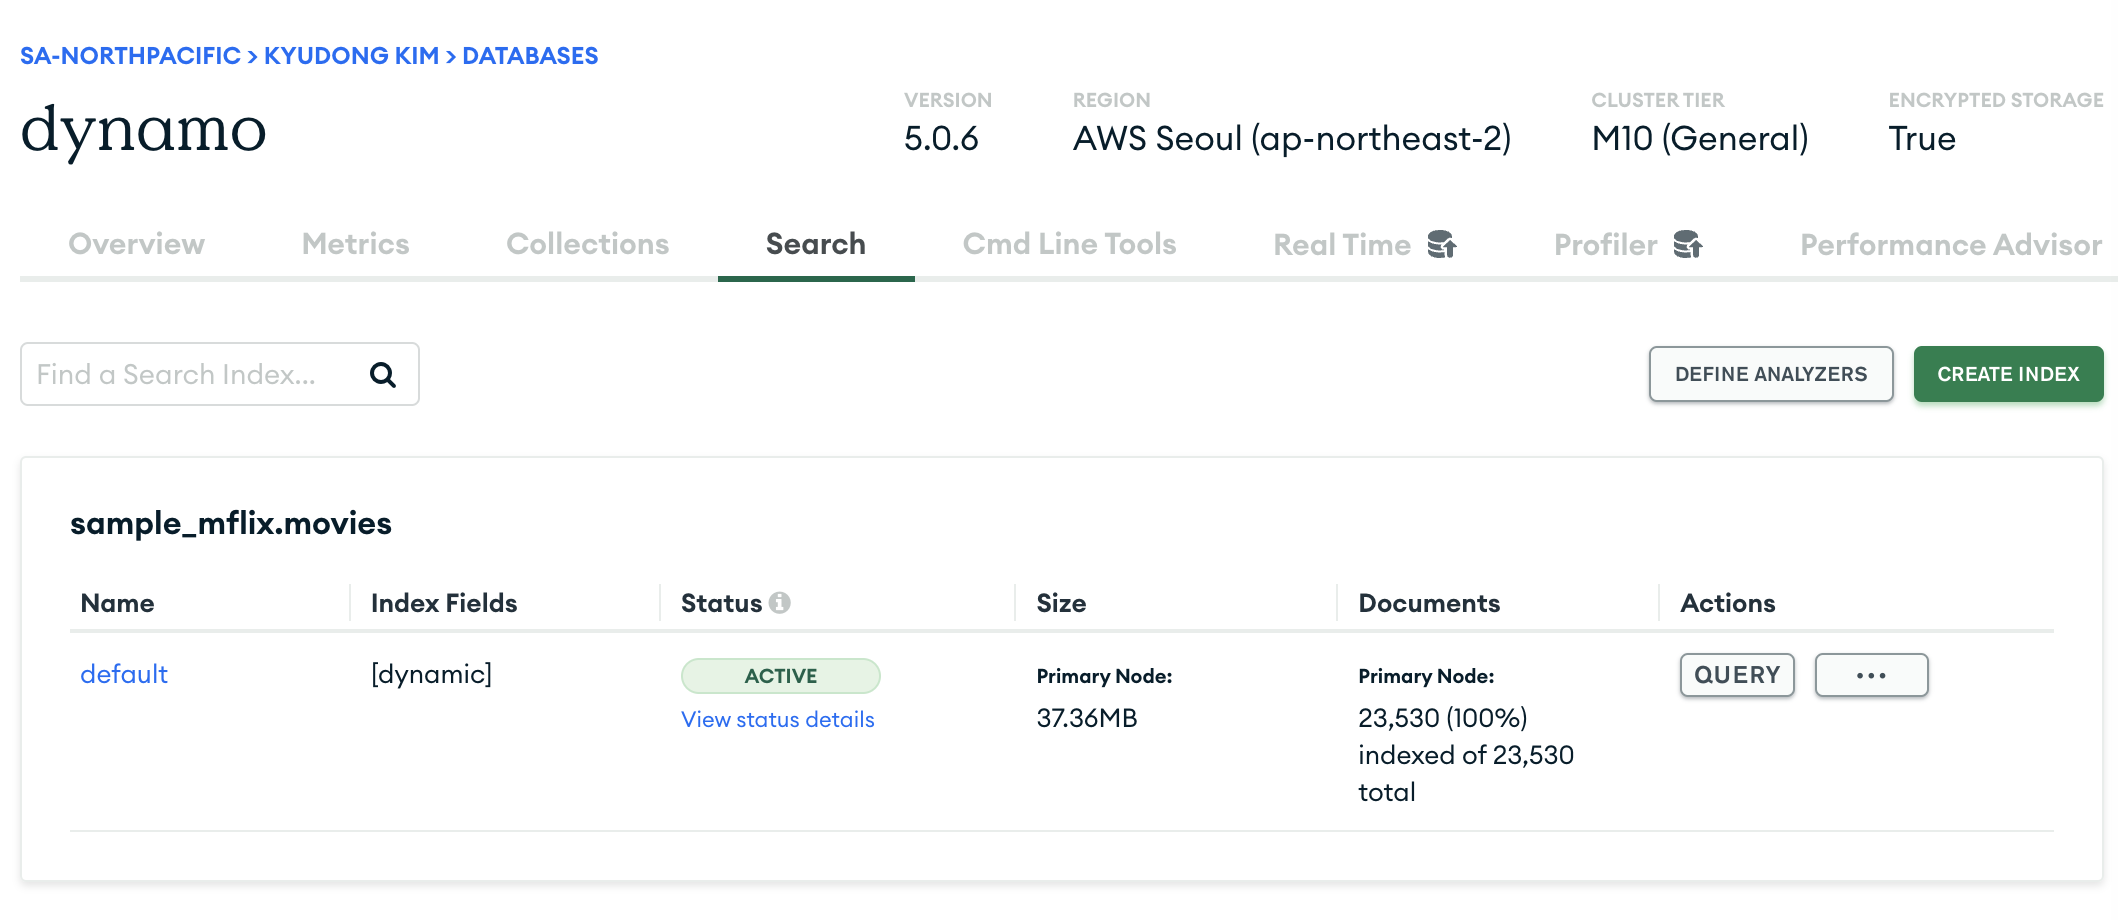 SA-NORTHPACIFIC > KYUDONG KIM > DATABASES
dynamo
VERSION
5.0.6
REGION
AWS Seoul (ap-northeast-2)
CLUSTER TIER
M10 (General)
ENCRYPTED STORAGE
True
Overview
Metrics
Collections
Search
Cmd Line Tools
Real Time
Profiler
Performance Advisor
Find a Search Index...
DEFINE ANALYZERS
CREATE INDEX
sample_mflix.movies
Name
Index Fields
Status
Size
Documents
Actions
default
[dynamic]
ACTIVE
View status details
Primary Node:
37.36MB
Primary Node:
23,530 (100%)
indexed of 23,530
total
QUERY
...